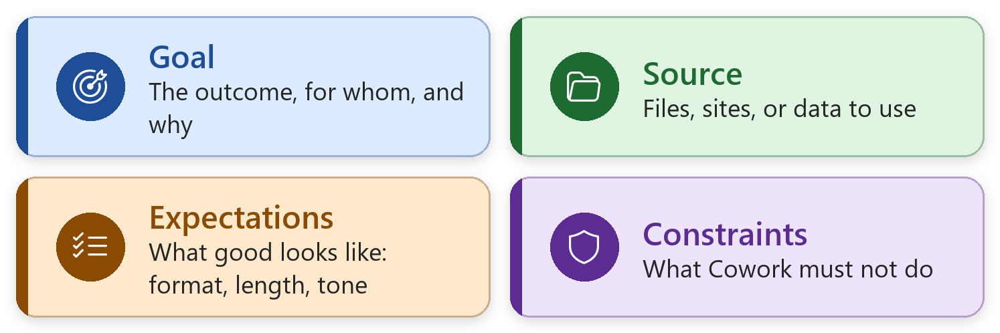 Goal
The outcome, for whom, and
why
Source
Files, sites, or data to use
Expectations
What good looks like:
format, length, tone
Constraints
What Cowork must not do